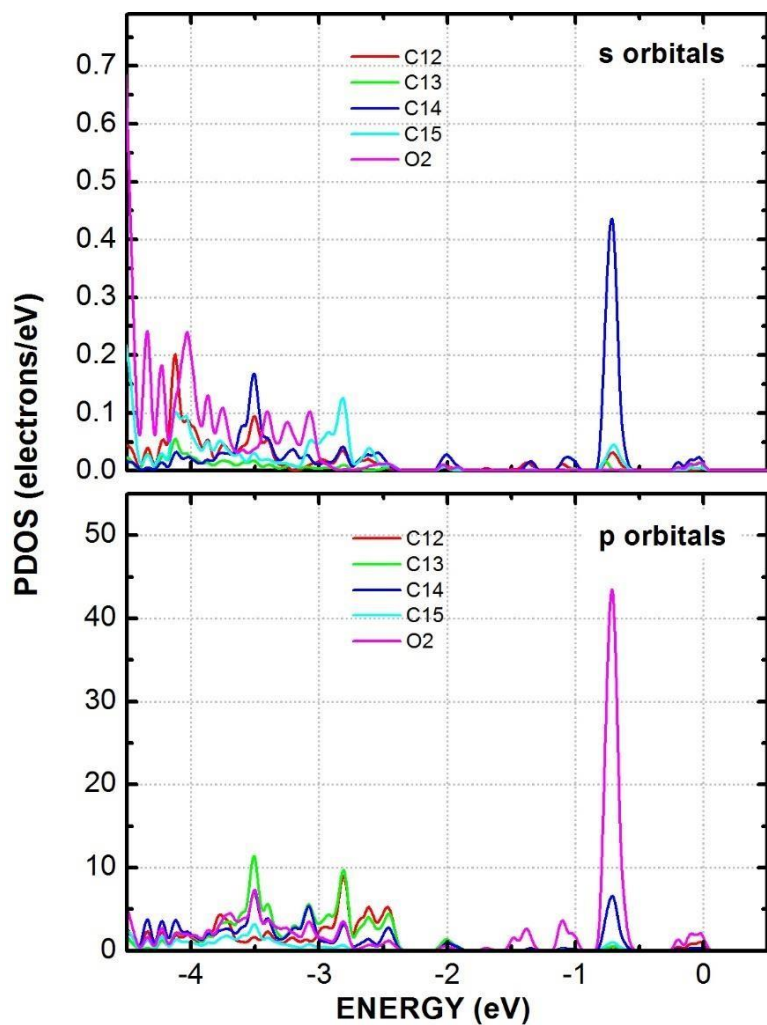 PDOS (electrons/eV)
s orbitals
C12
C13
C14
C15
O2
0.7
0.6
0.5
0.4
0.3
0.2
0.1
0.0
p orbitals
C12
C13
C14
C15
O2
50
40
30
20
10
0
-4 -3 -2 -1 0
ENERGY (eV)